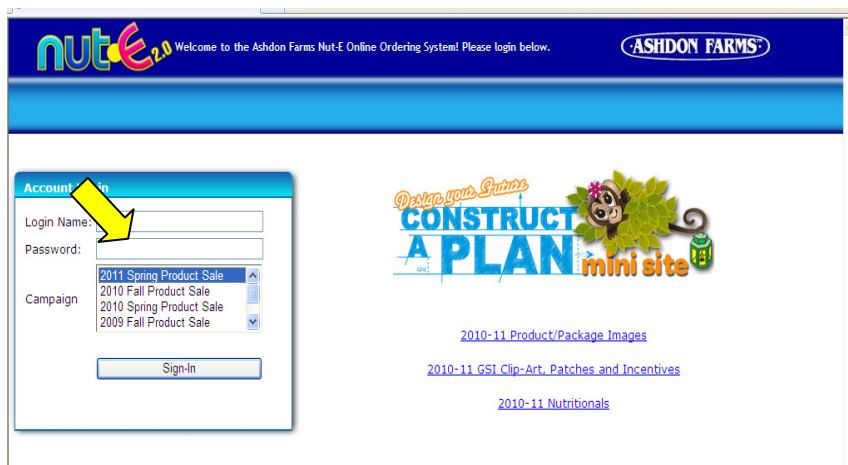 nut-E 2.0 Welcome to the Ashdon Farms Nut-E Online Ordering System! Please login below. ASHDON FARMS
Account in
Login Name:
Password:
Campaign
2011 Spring Product Sale
2010 Fall Product Sale
2010 Spring Product Sale
2009 Fall Product Sale
Sign-In
Design your Future
CONSTRUCT
A PLAN
mini site
2010-11 Product/Package Images
2010-11 GSI Clip-Art, Patches and Incentives
2010-11 Nutritionals